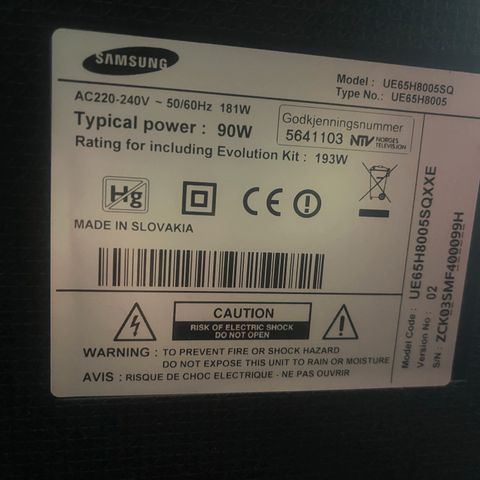 SAMSUNG
Model : UE65H8005SQ
Type No.: UE65H8005
AC220-240V ~ 50/60Hz 181W
Typical power : 90W
Rating for including Evolution Kit : 193W
Godkjenningsnummer
5641103 NTV NORGES TELEVISJON
Hg
CE
MADE IN SLOVAKIA
CAUTION
RISK OF ELECTRIC SHOCK
DO NOT OPEN
WARNING : TO PREVENT FIRE OR SHOCK HAZARD
DO NOT EXPOSE THIS UNIT TO RAIN OR MOISTURE
AVIS : RISQUE DE CHOC ELECTRIQUE - NE PAS OUVRIR
Model Code : UE65H8005SQXXE
Version No : 02
S/N : ZCK03SMF400099H